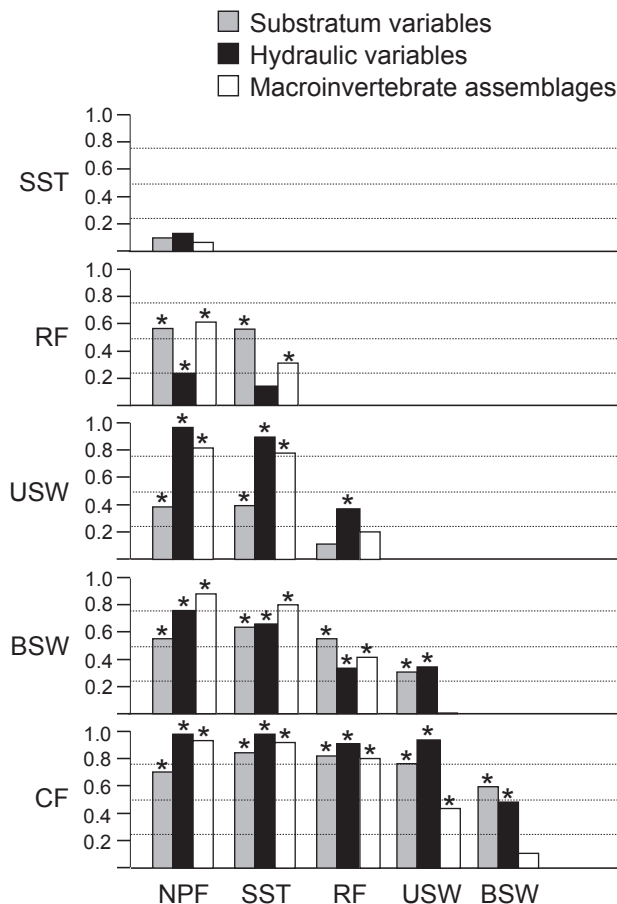 Substratum variables
Hydraulic variables
Macroinvertebrate assemblages
SST
1.0
0.8
0.6
0.4
0.2
RF
1.0
0.8
0.6
0.4
0.2
* * *
* *
USW
1.0
0.8
0.6
0.4
0.2
* * *
* * *
*
BSW
1.0
0.8
0.6
0.4
0.2
* * *
* * *
* * *
* *
CF
1.0
0.8
0.6
0.4
0.2
* * *
* * *
* * *
* * *
* *
NPF SST RF USW BSW